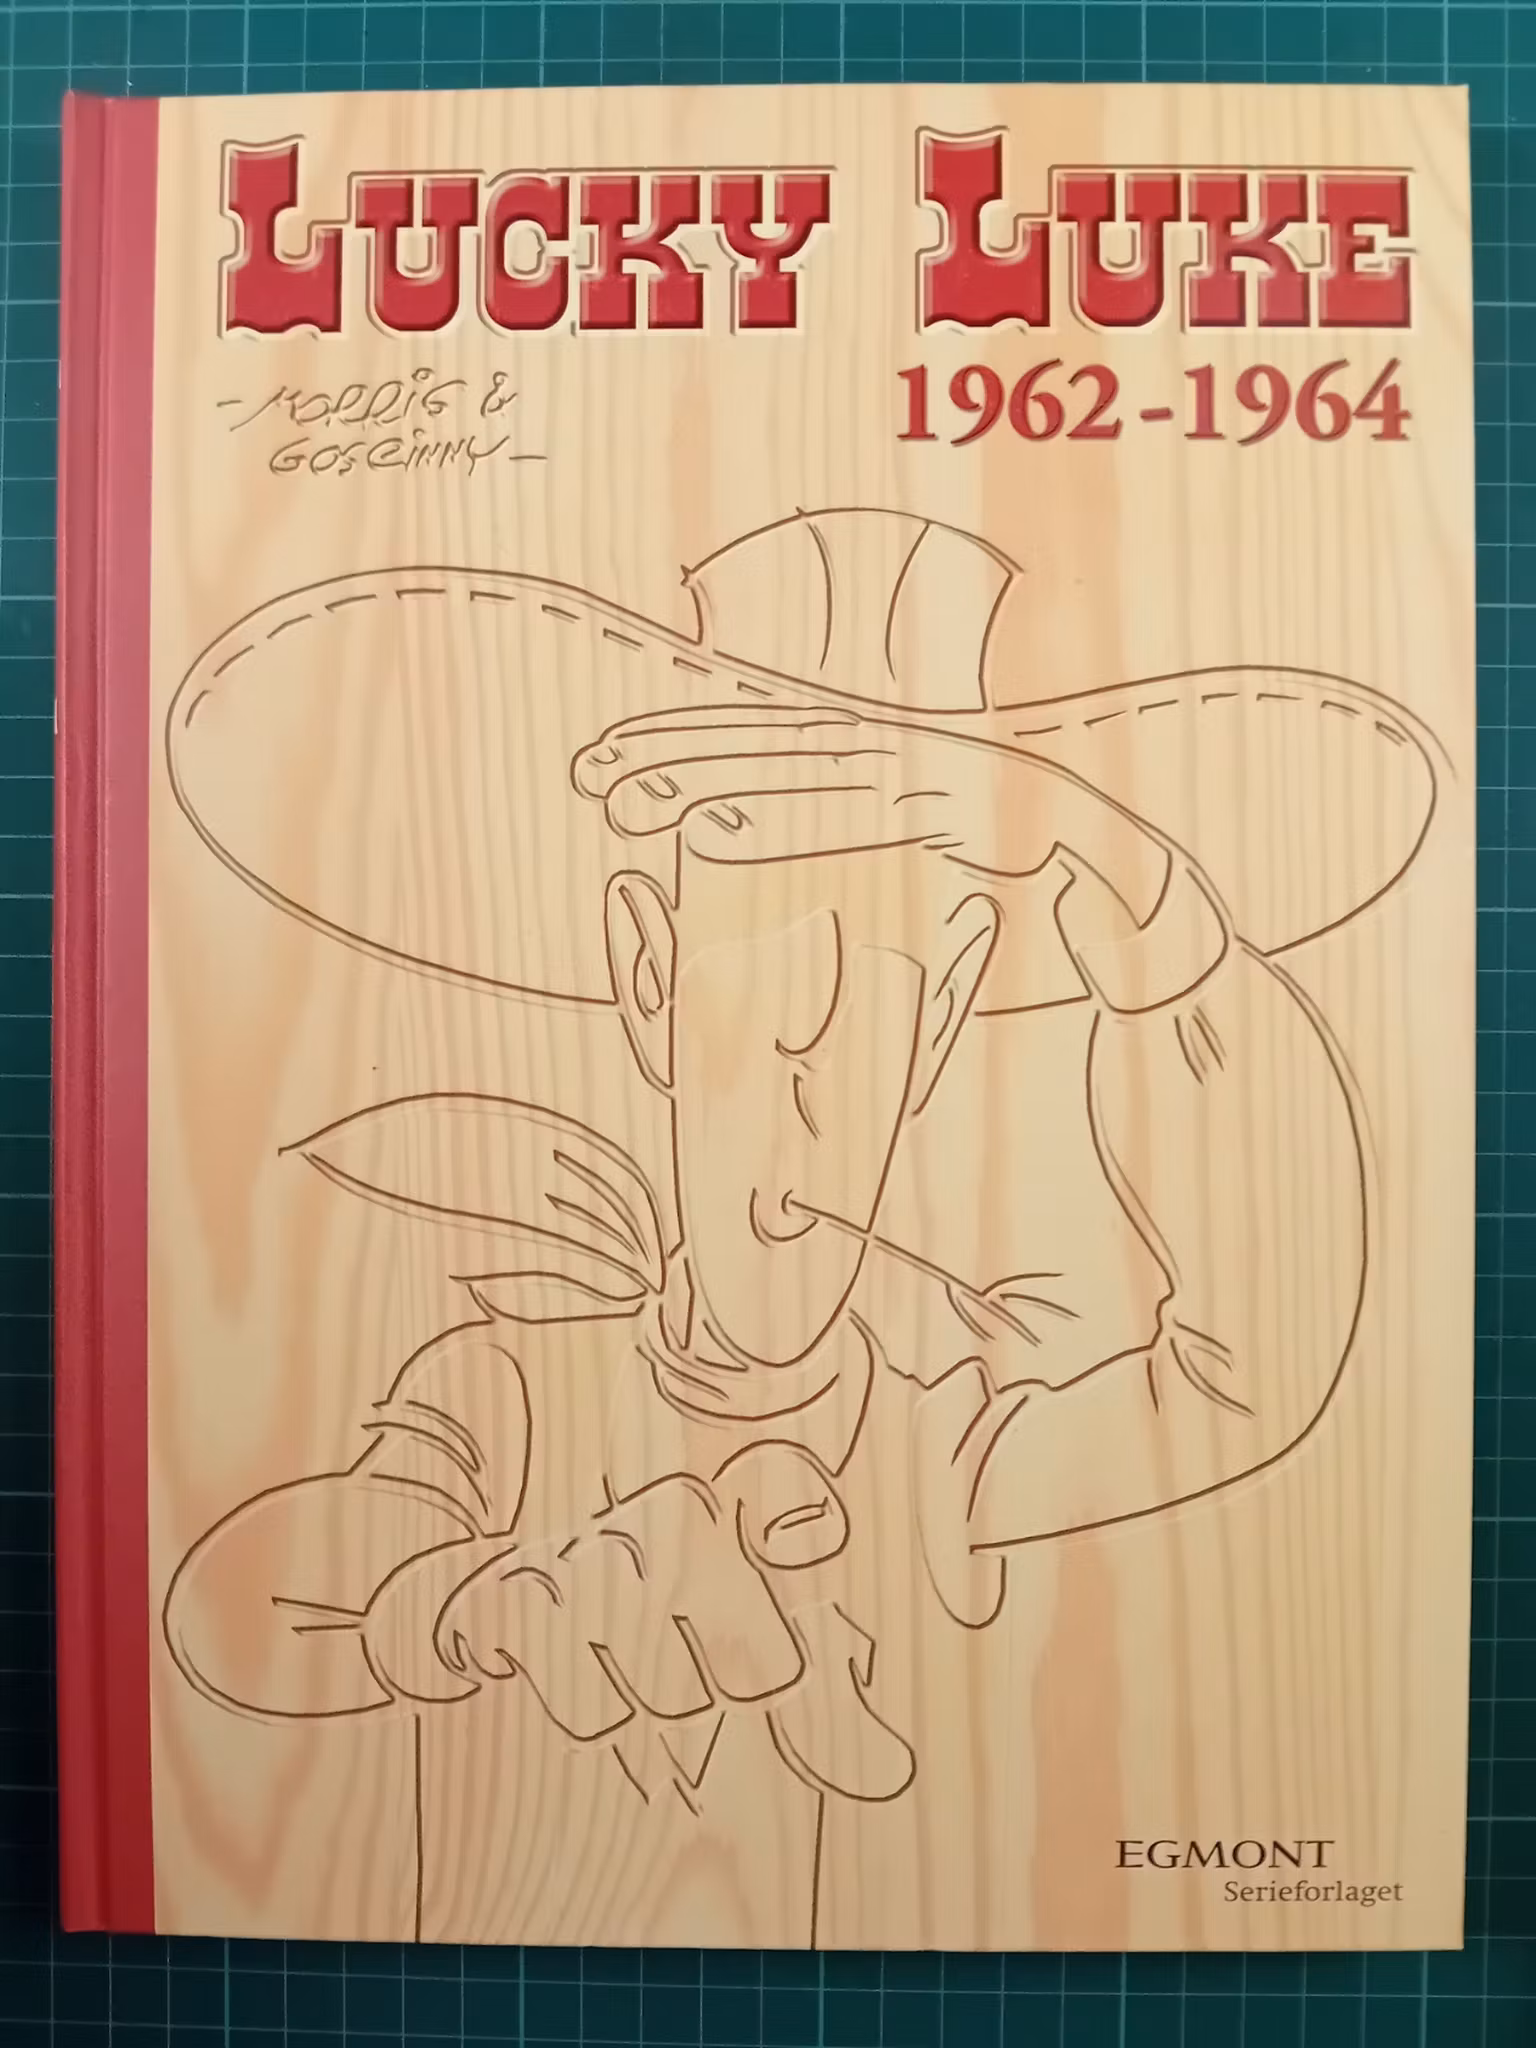 LUCKY LUKE
1962-1964
- MORRIS &
GOSCINNY -
EGMONT
Serieforlaget